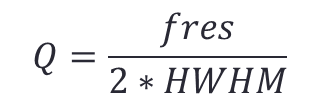 Q = fres / 2 * HWHM